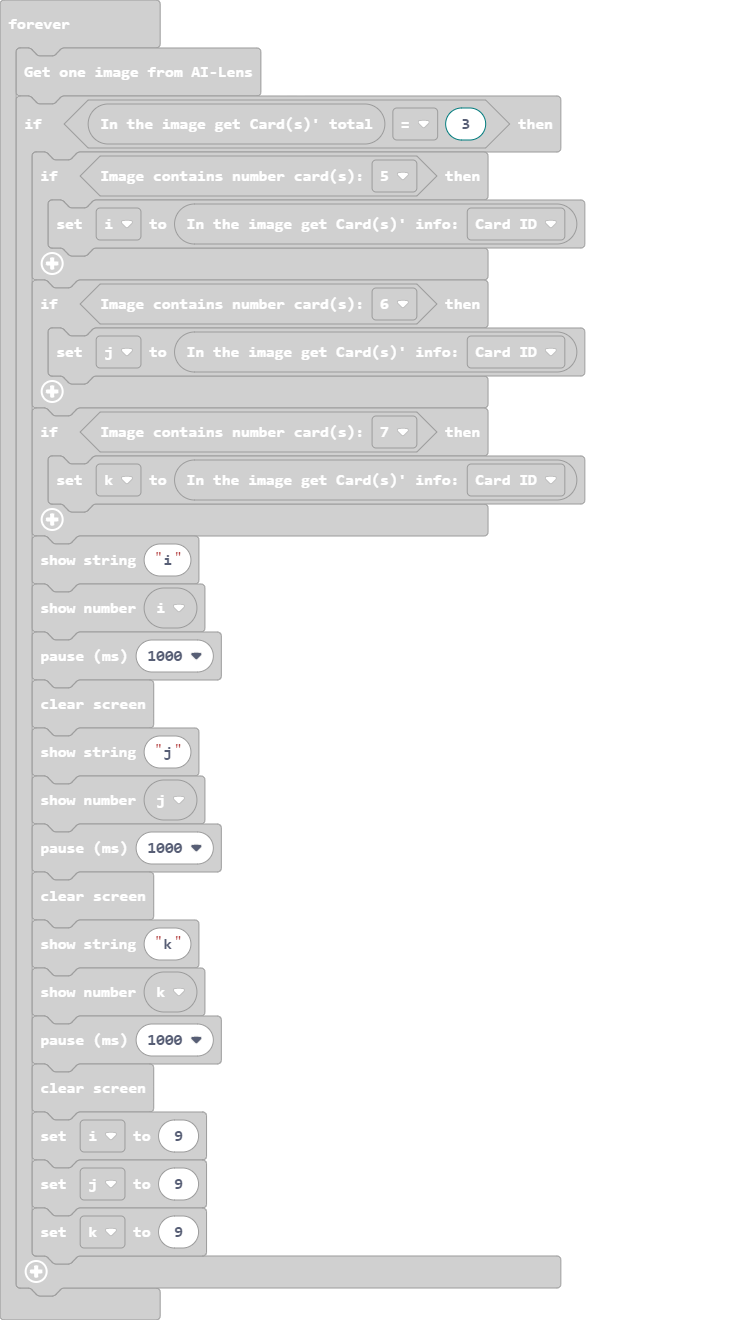 forever
Get one image from AI-Lens
if In the image get Card(s)' total = 3 then
if Image contains number card(s): 5 then
set i to In the image get Card(s)' info: Card ID
if Image contains number card(s): 6 then
set j to In the image get Card(s)' info: Card ID
if Image contains number card(s): 7 then
set k to In the image get Card(s)' info: Card ID
show string "i"
show number i
pause (ms) 1000
clear screen
show string "j"
show number j
pause (ms) 1000
clear screen
show string "k"
show number k
pause (ms) 1000
clear screen
set i to 9
set j to 9
set k to 9